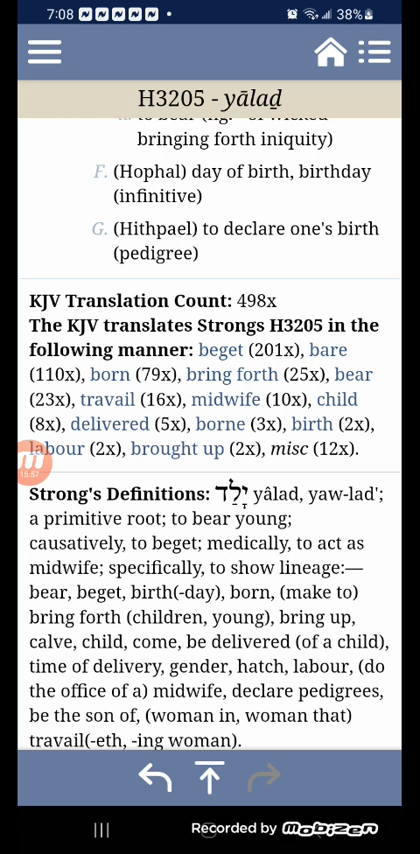 7:08 N N N N N • 38%
H3205 - yālaḏ
bringing forth iniquity)
F. (Hophal) day of birth, birthday
(infinitive)
G. (Hithpael) to declare one's birth
(pedigree)
KJV Translation Count: 498x
The KJV translates Strongs H3205 in the
following manner: beget (201x), bare
(110x), born (79x), bring forth (25x), bear
(23x), travail (16x), midwife (10x), child
(8x), delivered (5x), borne (3x), birth (2x),
labour (2x), brought up (2x), misc (12x).
m
18:57
Strong's Definitions: יָלַד yâlad, yaw-lad';
a primitive root; to bear young;
causatively, to beget; medically, to act as
midwife; specifically, to show lineage:—
bear, beget, birth(-day), born, (make to)
bring forth (children, young), bring up,
calve, child, come, be delivered (of a child),
time of delivery, gender, hatch, labour, (do
the office of a) midwife, declare pedigrees,
be the son of, (woman in, woman that)
travail(-eth, -ing woman).
Recorded by mobizen